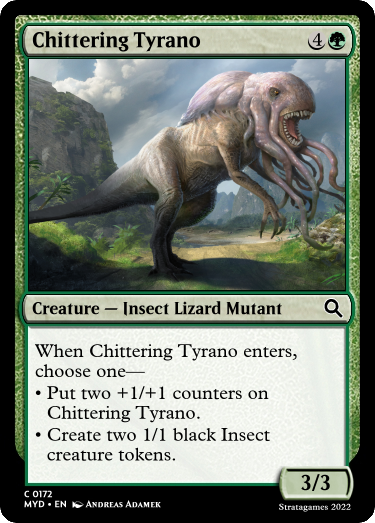 Chittering Tyrano 4
Creature — Insect Lizard Mutant
When Chittering Tyrano enters,
choose one—
• Put two +1/+1 counters on
Chittering Tyrano.
• Create two 1/1 black Insect
creature tokens.
3/3
C 0172
MYD • EN Andreas Adamek
Stratagames 2022